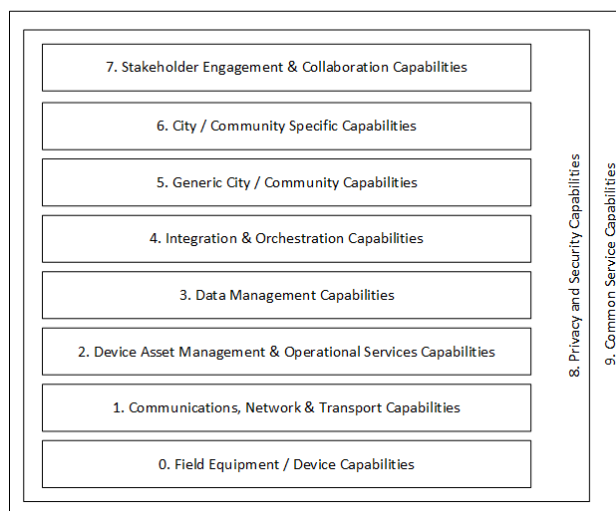 7. Stakeholder Engagement & Collaboration Capabilities
6. City / Community Specific Capabilities
5. Generic City / Community Capabilities
4. Integration & Orchestration Capabilities
3. Data Management Capabilities
2. Device Asset Management & Operational Services Capabilities
1. Communications, Network & Transport Capabilities
0. Field Equipment / Device Capabilities
8. Privacy and Security Capabilities
9. Common Service Capabilities